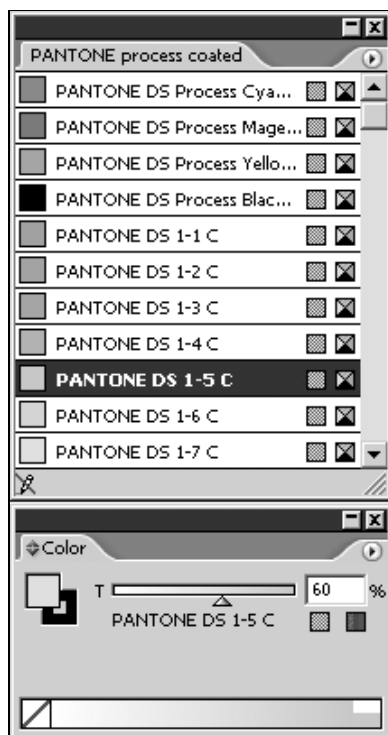 PANTONE process coated
PANTONE DS Process Cya...
PANTONE DS Process Mage...
PANTONE DS Process Yello...
PANTONE DS Process Blac...
PANTONE DS 1-1 C
PANTONE DS 1-2 C
PANTONE DS 1-3 C
PANTONE DS 1-4 C
PANTONE DS 1-5 C
PANTONE DS 1-6 C
PANTONE DS 1-7 C
Color
T 60 %
PANTONE DS 1-5 C